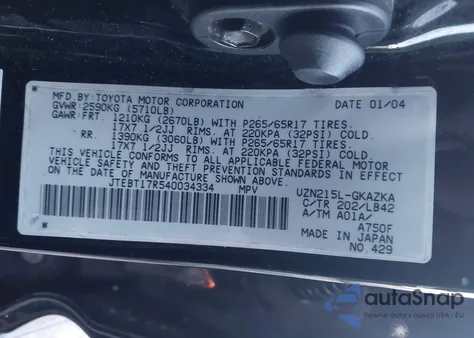 MFD BY TOYOTA MOTOR CORPORATION DATE 01/04
GVWR: 2590KG (5710LB)
GAWR: FRT 1210KG (2670LB) WITH P265/65R17 TIRES.
17X7 1/2JJ RIMS. AT 220KPA (32PSI) COLD.
RR. 1390KG (3060LB) WITH P265/65R17 TIRES.
17X7 1/2JJ RIMS. AT 220KPA (32PSI) COLD.
THIS VEHICLE CONFORMS TO ALL APPLICABLE FEDERAL MOTOR
VEHICLE SAFETY AND THEFT PREVENTION STANDARDS IN EFFECT ON
THE DATE OF MANUFACTURE SHOWN ABOVE.
JTEBT17R540034334 MPV UZN215L-GKAZKA
C/TR 202/LB42
A/TM A01A/
A750F
MADE IN JAPAN
NO.429
autoSnap